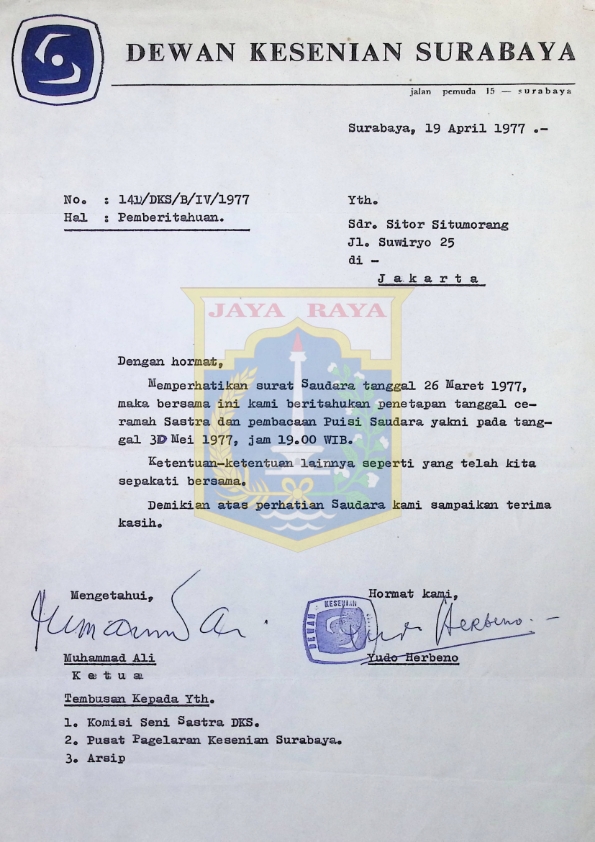 DEWAN KESENIAN SURABAYA
jalan pemuda 15 — surabaya
Surabaya, 19 April 1977 .-
No. : 141/DKS/B/IV/1977
Hal : Pemberitahuan.
Yth.
Sdr. Sitor Situmorang
Jl. Suwiryo 25
di -
J a k a r t a
JAYA RAYA
Dengan hormat,
Memperhatikan surat Saudara tanggal 26 Maret 1977,
maka bersama ini kami beritahukan penetapan tanggal ce-
ramah Sastra dan pembacaan Puisi Saudara yakni pada tang-
gal 30 Mei 1977, jam 19.00 WIB.
Ketentuan-ketentuan lainnya seperti yang telah kita
sepakati bersama.
Demikian atas perhatian Saudara kami sampaikan terima
kasih.
Mengetahui,
Muhammad Ali
K e t u a
Hormat kami,
DEWAN KESENIAN
Yudo Herbeno
Tembusan Kepada Yth.
1. Komisi Seni Sastra DKS.
2. Pusat Pagelaran Kesenian Surabaya.
3. Arsip